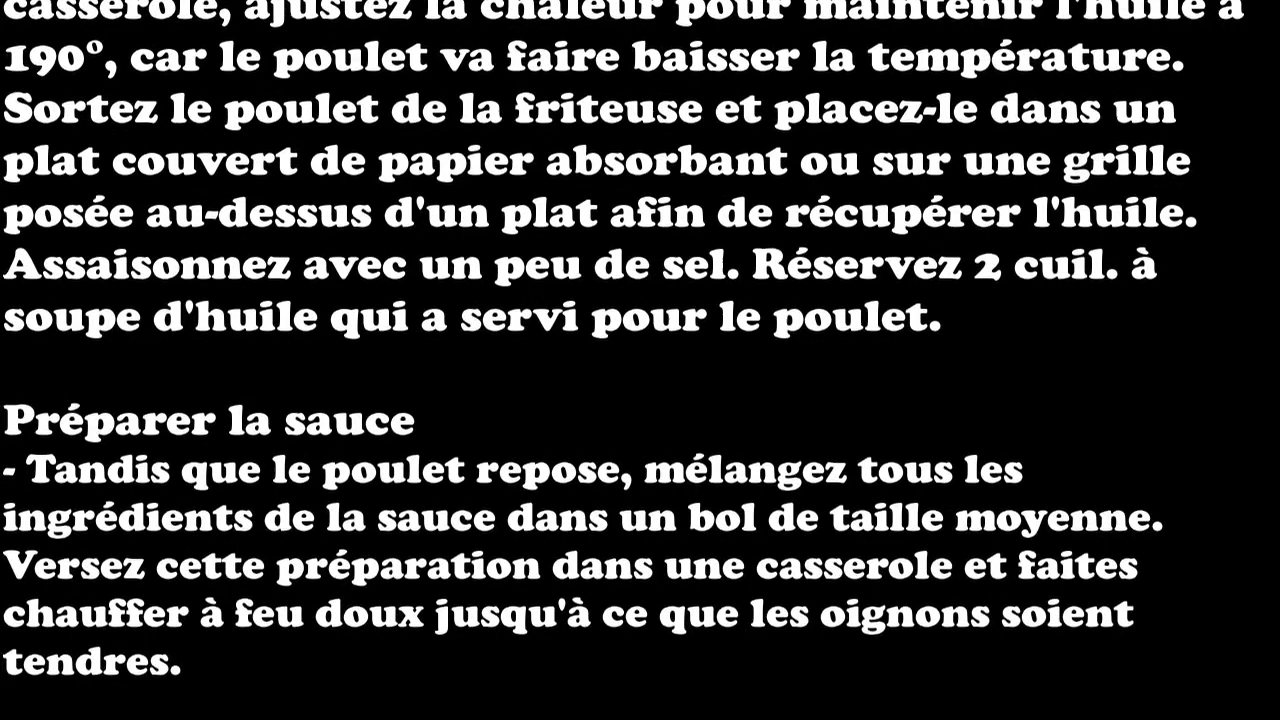 casserole, ajustez la chaleur pour maintenir l'huile à
190°, car le poulet va faire baisser la température.
Sortez le poulet de la friteuse et placez-le dans un
plat couvert de papier absorbant ou sur une grille
posée au-dessus d'un plat afin de récupérer l'huile.
Assaisonnez avec un peu de sel. Réservez 2 cuil. à
soupe d'huile qui a servi pour le poulet.
Préparer la sauce
- Tandis que le poulet repose, mélangez tous les
ingrédients de la sauce dans un bol de taille moyenne.
Versez cette préparation dans une casserole et faites
chauffer à feu doux jusqu'à ce que les oignons soient
tendres.